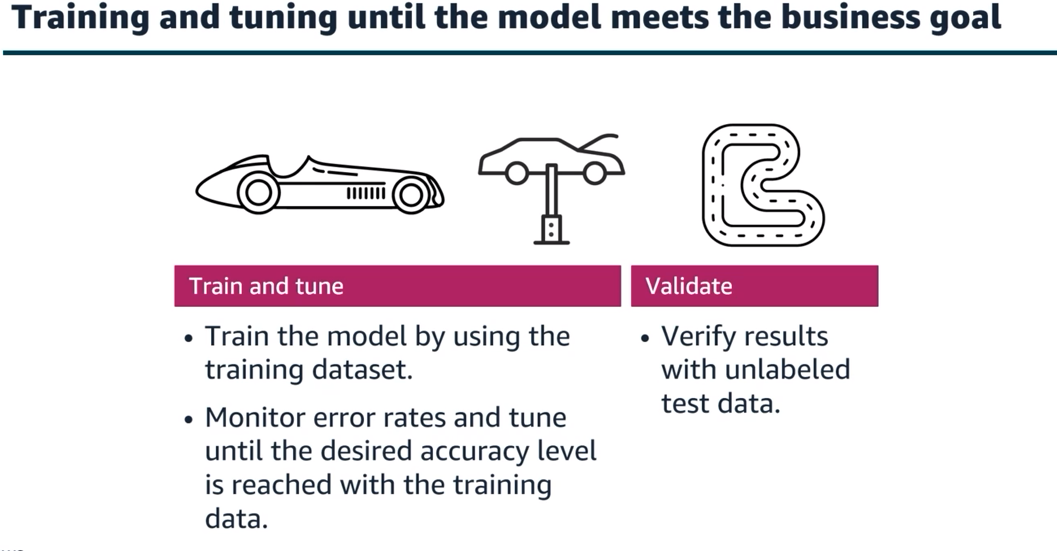 Training and tuning until the model meets the business goal
Train and tune
• Train the model by using the
training dataset.
• Monitor error rates and tune
until the desired accuracy level
is reached with the training
data.
Validate
• Verify results
with unlabeled
test data.